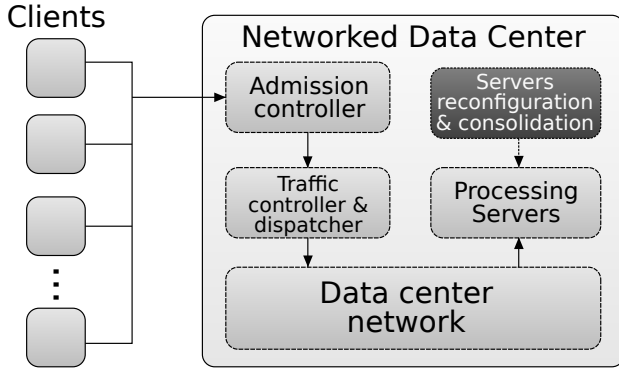 Clients
Networked Data Center
Admission
controller
Servers
reconfiguration
& consolidation
Traffic
controller &
dispatcher
Processing
Servers
Data center
network